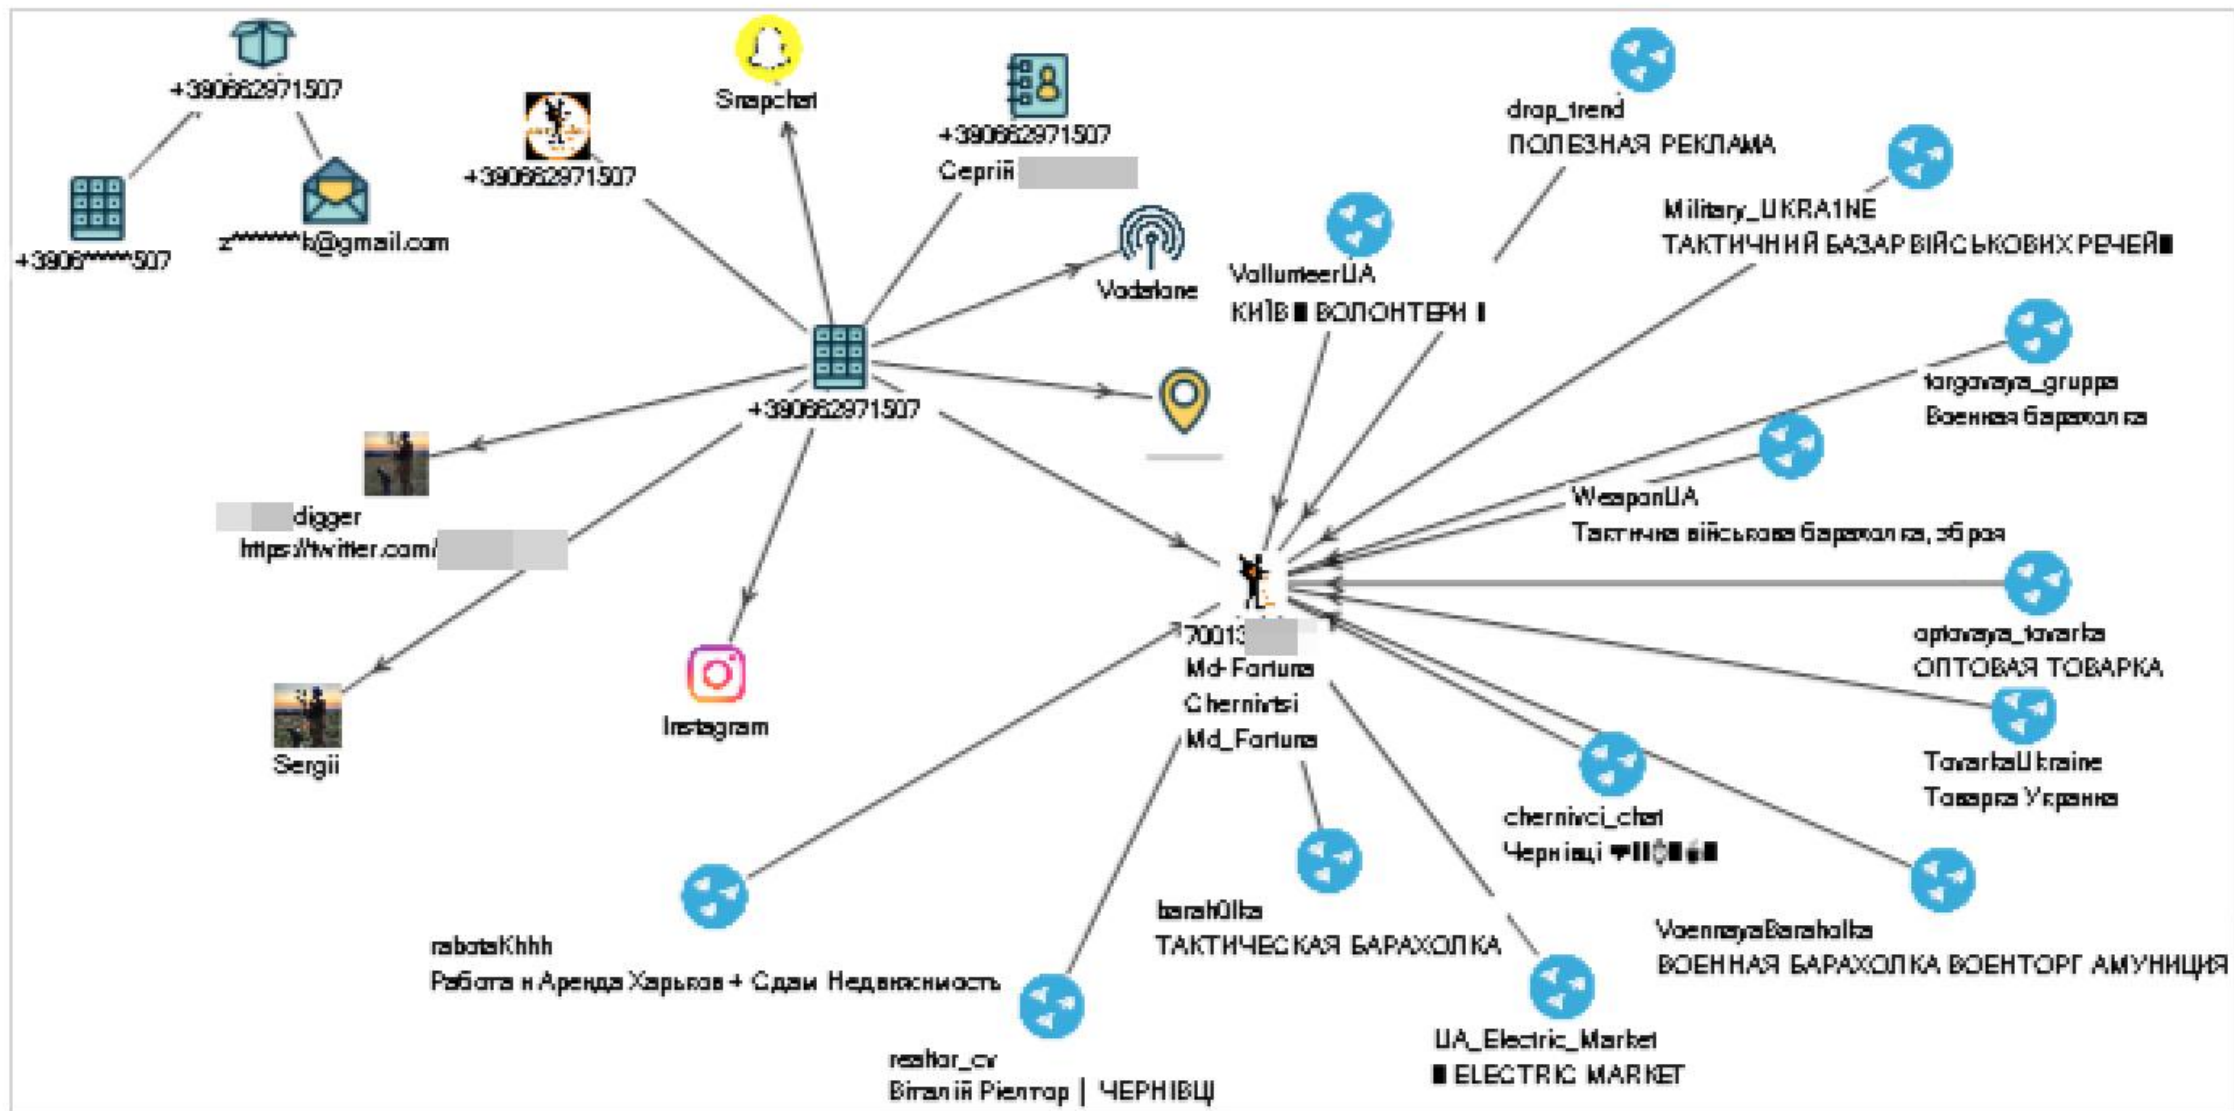 +390662971507
+3906*****507
z*******k@gmail.com
+390662971507
Snapchat
+390662971507
Сергій
Vodafone
+390662971507
digger
https://twitter.com/
Sergii
Instagram
70013
Md-Fortuna
Chernivtsi
Md_Fortuna
drop_trend
ПОЛЕЗНАЯ РЕКЛАМА
Military_UKRA1NE
ТАКТИЧНИЙ БАЗАР ВІЙСЬКОВИХ РЕЧЕЙ
VollunteerUA
КИЇВ ВОЛОНТЕРИ
torgovaya_gruppa
Военная барахолка
WeaponUA
Тактична військова барахолка, зброя
optovaya_tovarka
ОПТОВАЯ ТОВАРКА
TovarkaUkraine
Товарка Украина
chernivci_chat
Чернівці
VoennayaBaraholka
ВОЕННАЯ БАРАХОЛКА ВОЕНТОРГ АМУНИЦИЯ
barah0lka
ТАКТИЧЕСКАЯ БАРАХОЛКА
UA_Electric_Market
ELECTRIC MARKET
rabotaKhhh
Работа и Аренда Харьков + Сдам Недвижимость
realtor_cv
Віталій Ріелтор | ЧЕРНІВЦІ